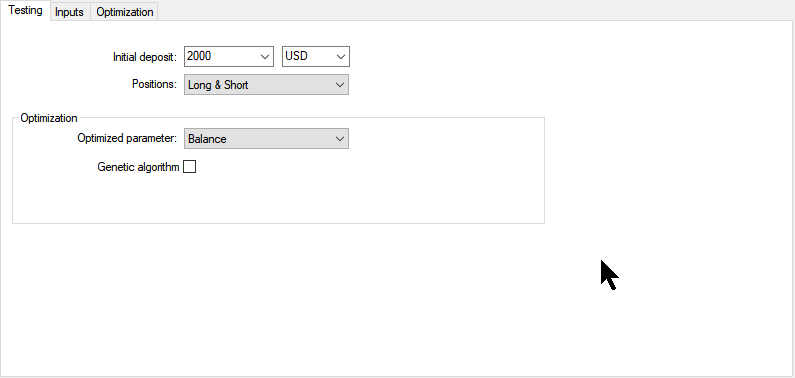 Testing Inputs Optimization
Initial deposit: 2000 USD
Positions: Long & Short
Optimization
Optimized parameter: Balance
Genetic algorithm